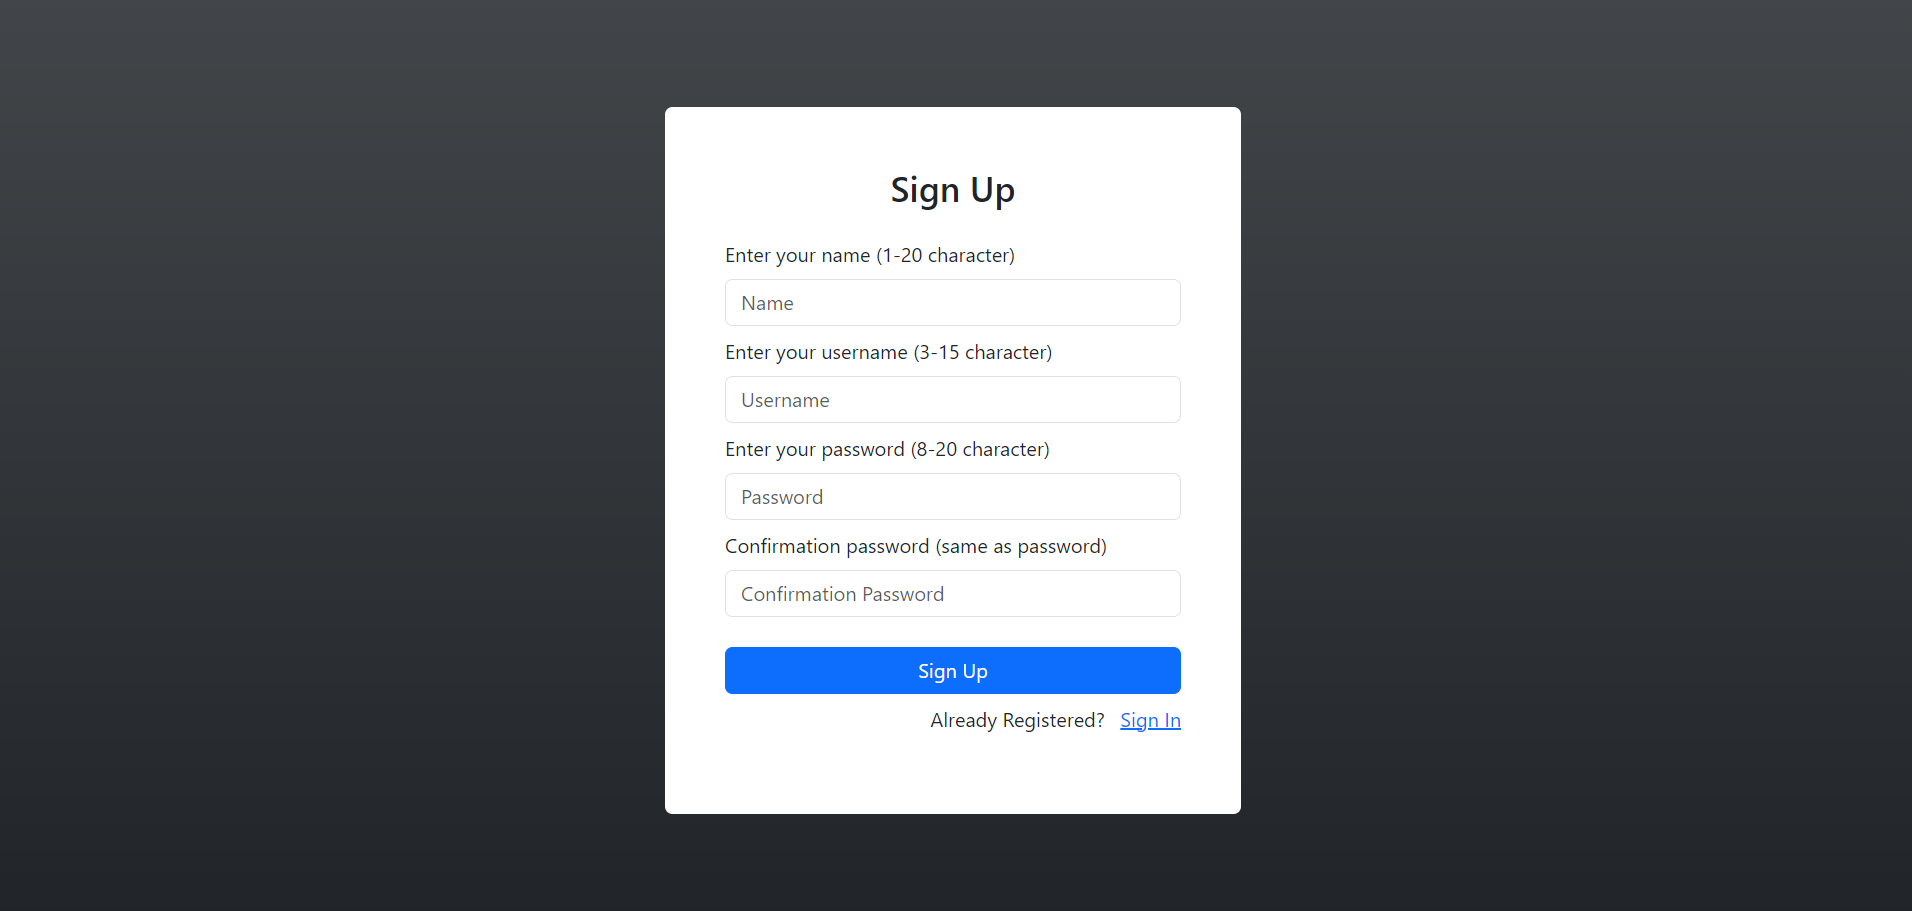 Sign Up
Enter your name (1-20 character)
Name
Enter your username (3-15 character)
Username
Enter your password (8-20 character)
Password
Confirmation password (same as password)
Confirmation Password
Sign Up
Already Registered? Sign In